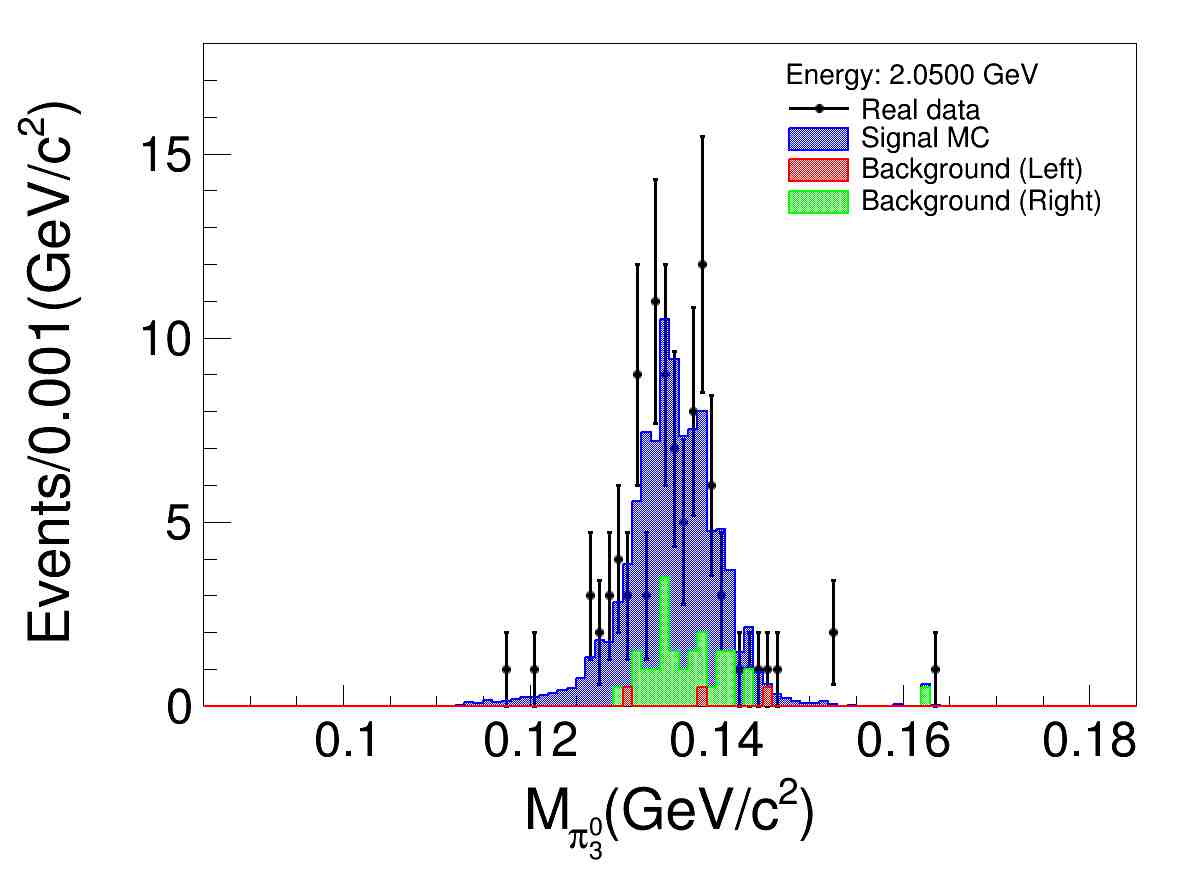 Energy: 2.0500 GeV
Real data
Signal MC
Background (Left)
Background (Right)
Events/0.001(GeV/c²)
15
10
5
0
0.1 0.12 0.14 0.16 0.18
M_π⁰₃(GeV/c²)